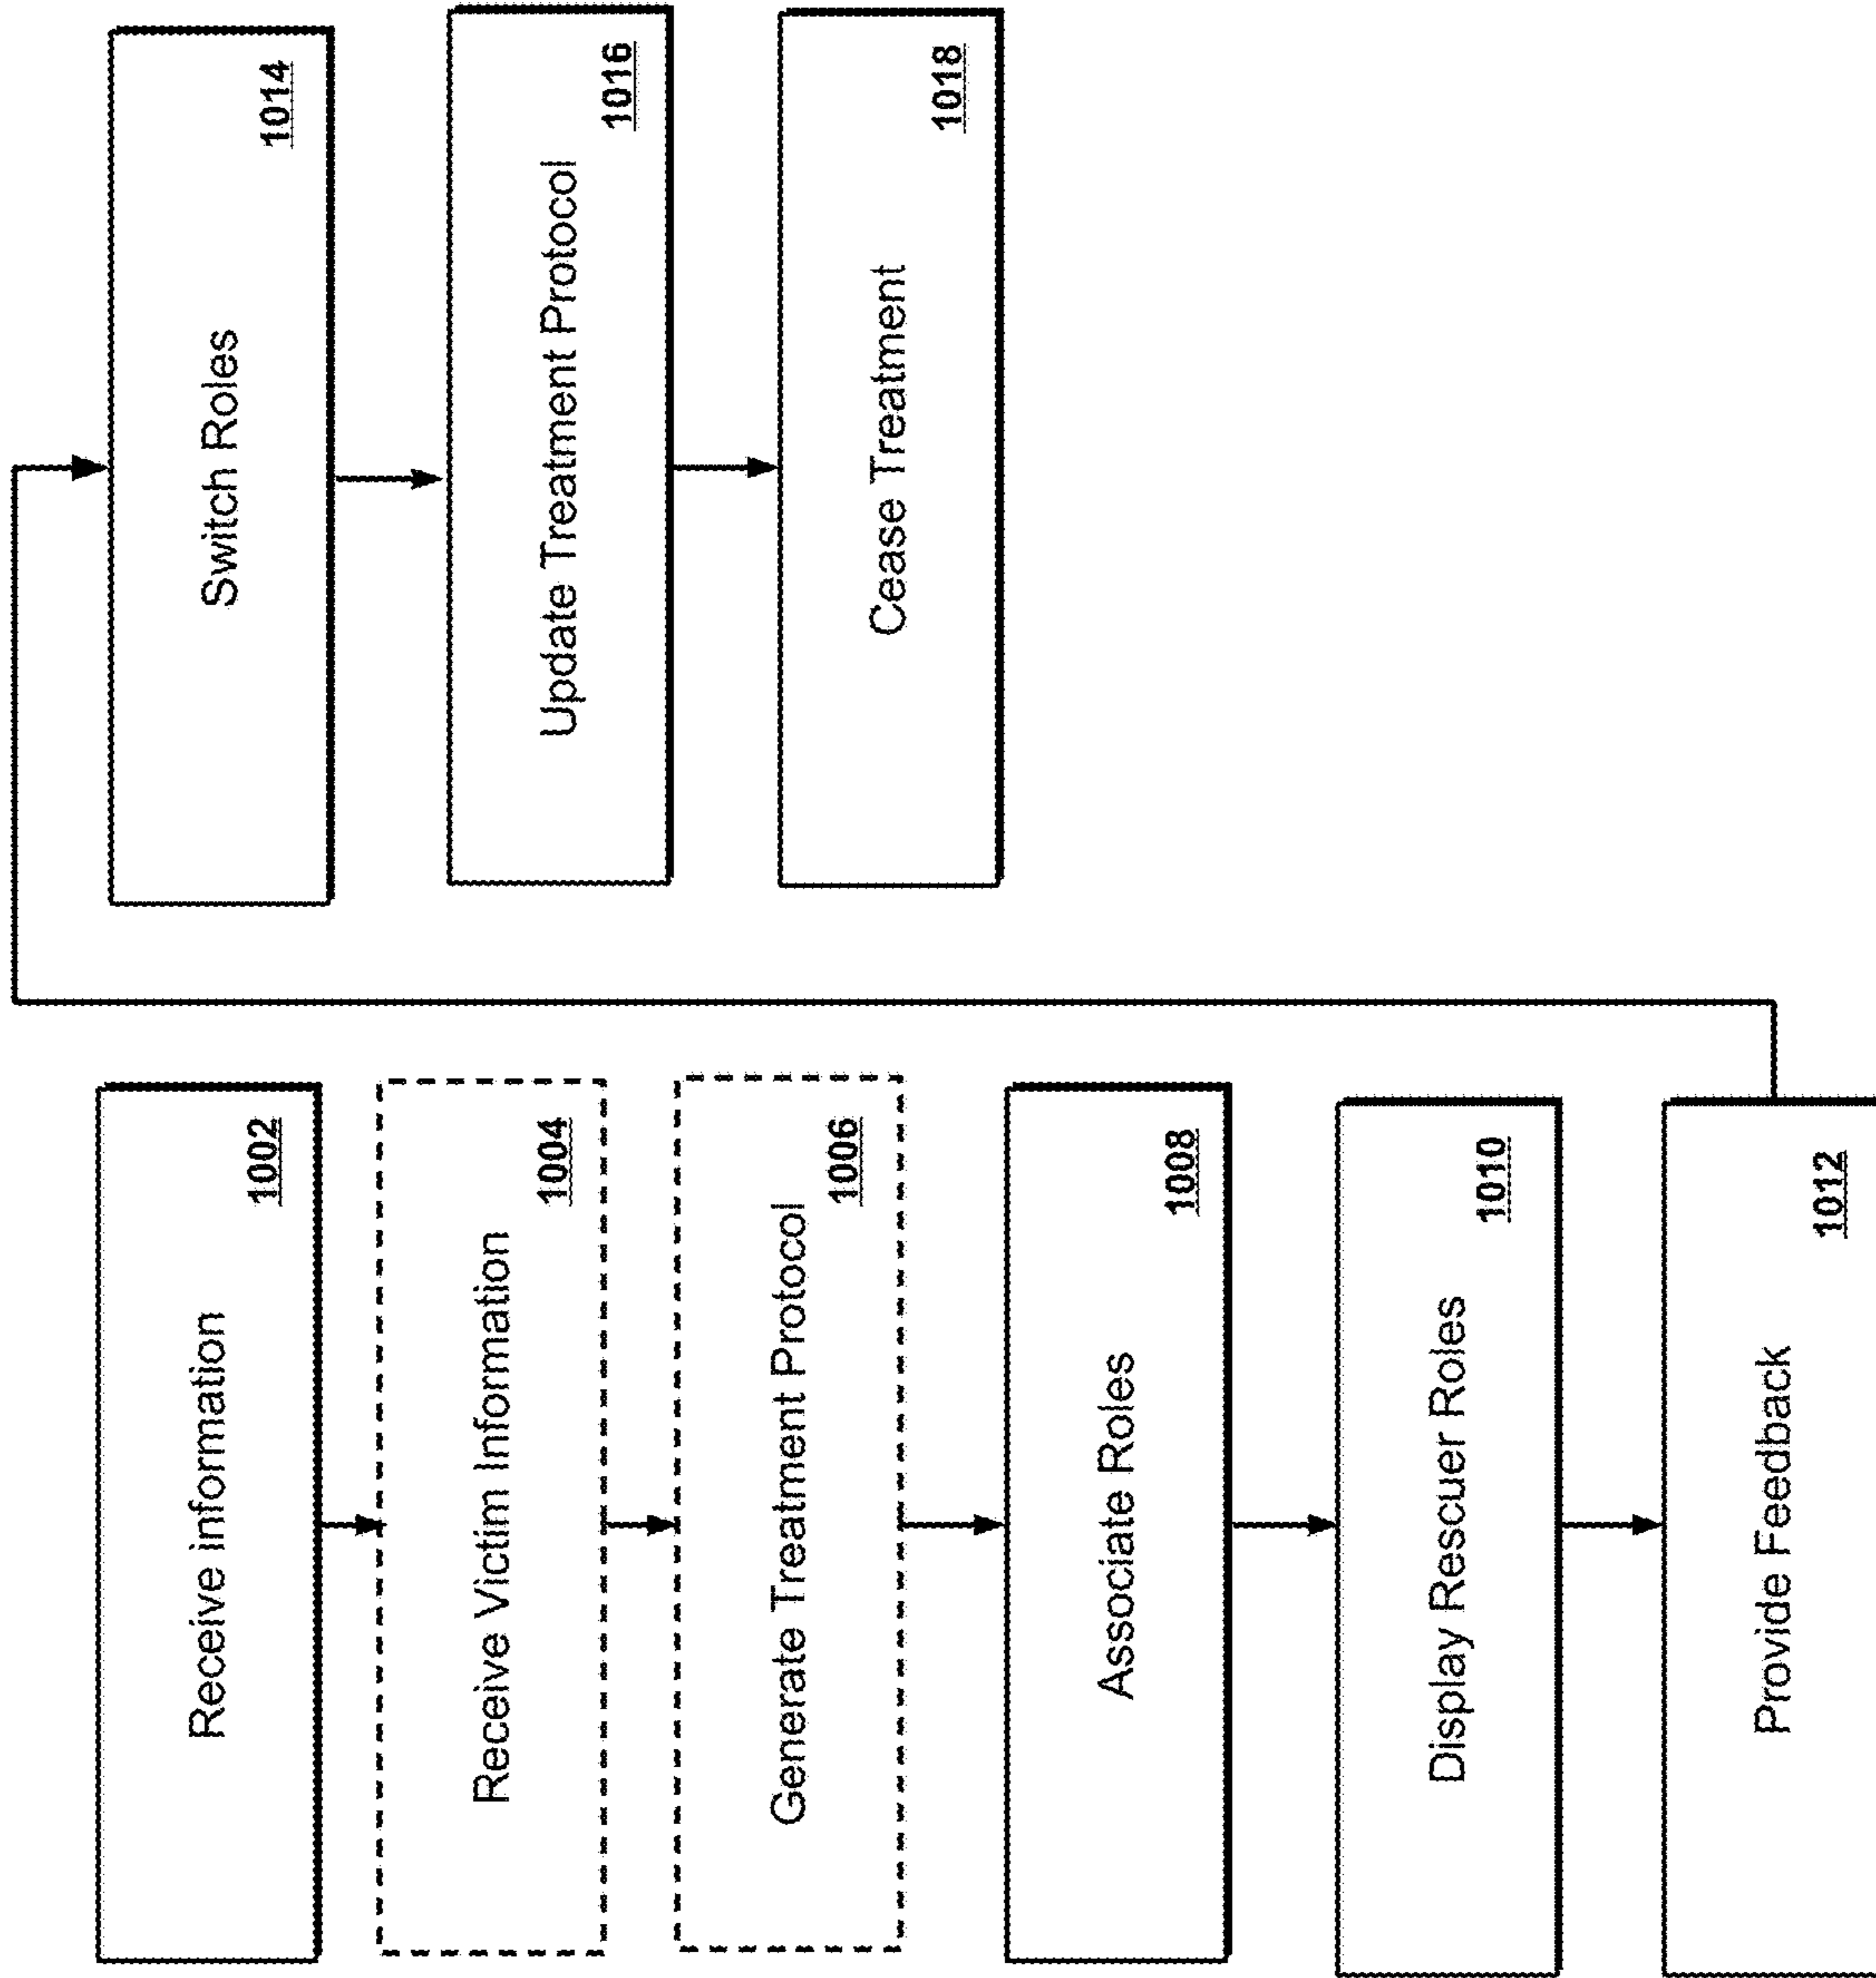 Receive information
1002
Receive Victim Information
1004
Generate Treatment Protocol
1006
Associate Roles
1008
Display Rescuer Roles
1010
Provide Feedback
1012
Switch Roles
1014
Update Treatment Protocol
1016
Cease Treatment
1018